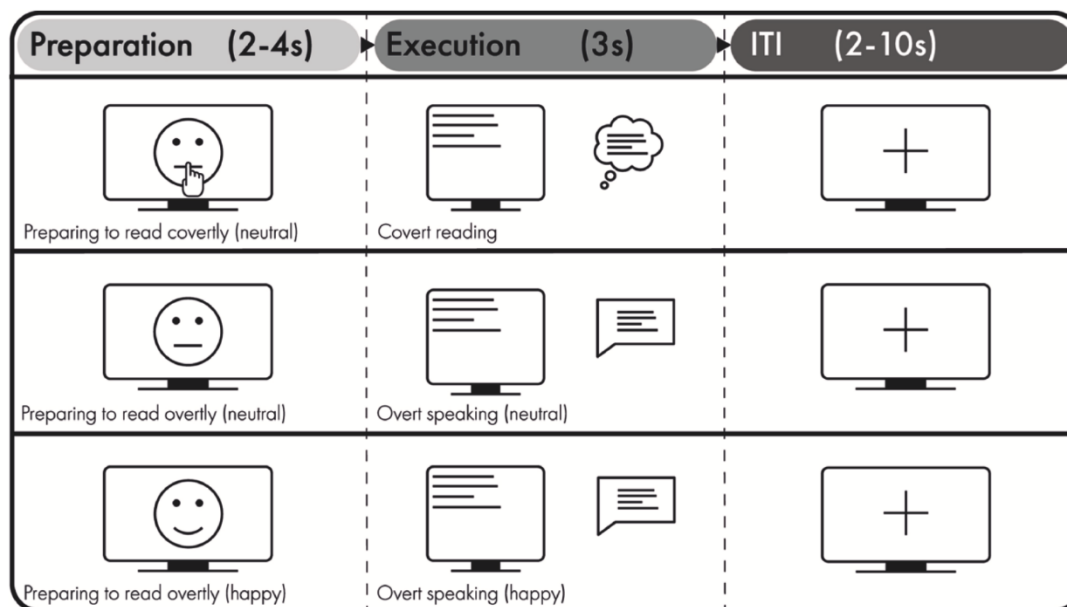 Preparation (2-4s)
Execution (3s)
ITI (2-10s)
Preparing to read covertly (neutral)
Covert reading
Preparing to read overtly (neutral)
Overt speaking (neutral)
Preparing to read overtly (happy)
Overt speaking (happy)